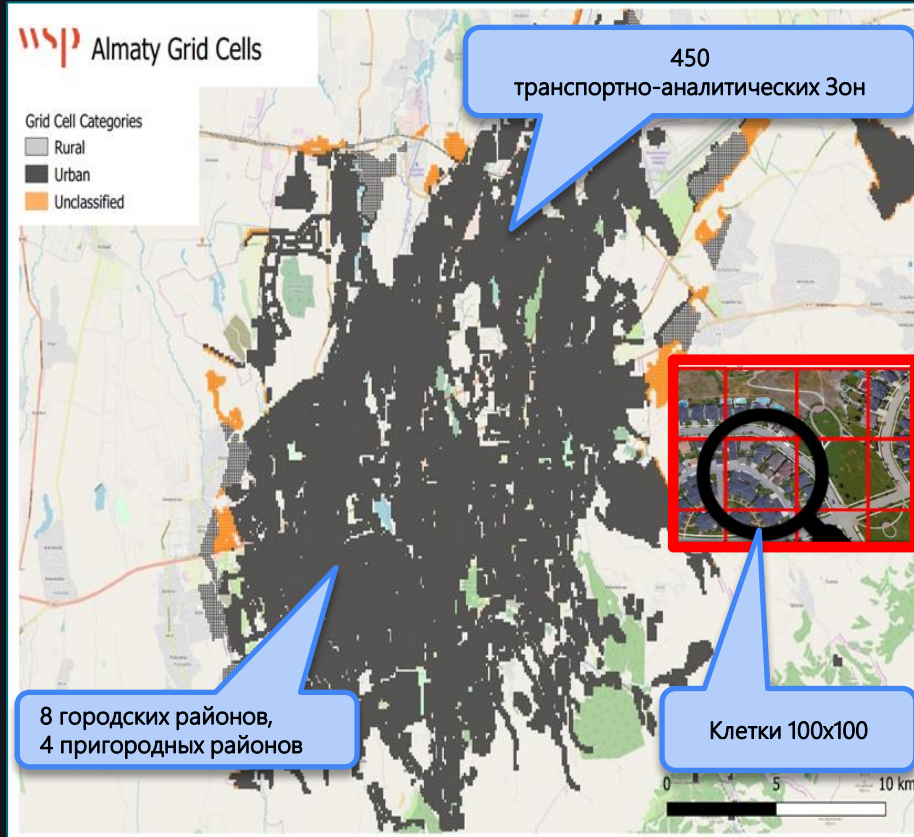 wsp Almaty Grid Cells
Grid Cell Categories
Rural
Urban
Unclassified
450
транспортно-аналитических Зон
8 городских районов,
4 пригородных районов
Клетки 100x100
0 5 10 km